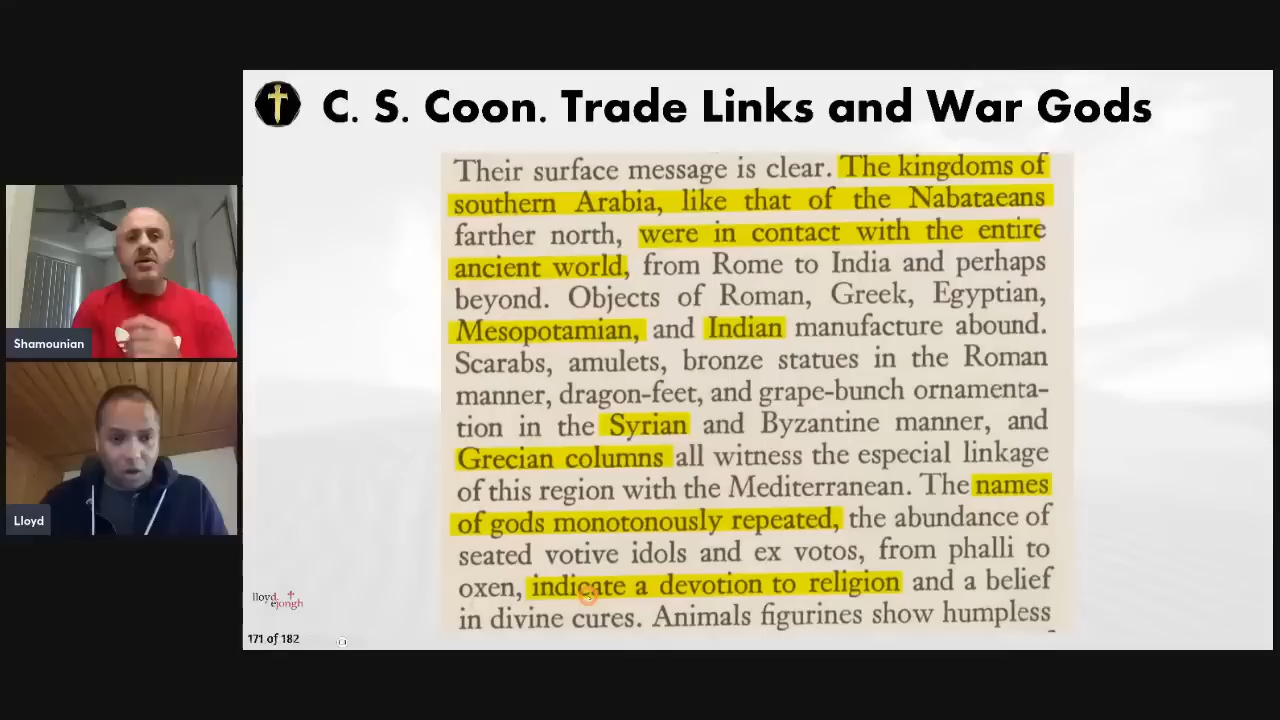 C. S. Coon. Trade Links and War Gods
Their surface message is clear. The kingdoms of
southern Arabia, like that of the Nabataeans
farther north, were in contact with the entire
ancient world, from Rome to India and perhaps
beyond. Objects of Roman, Greek, Egyptian,
Mesopotamian, and Indian manufacture abound.
Scarabs, amulets, bronze statues in the Roman
manner, dragon-feet, and grape-bunch ornamenta-
tion in the Syrian and Byzantine manner, and
Grecian columns all witness the especial linkage
of this region with the Mediterranean. The names
of gods monotonously repeated, the abundance of
seated votive idols and ex votos, from phalli to
oxen, indicate a devotion to religion and a belief
in divine cures. Animals figurines show humpless
Shamounian
Lloyd
lloyd
ejongh
171 of 182